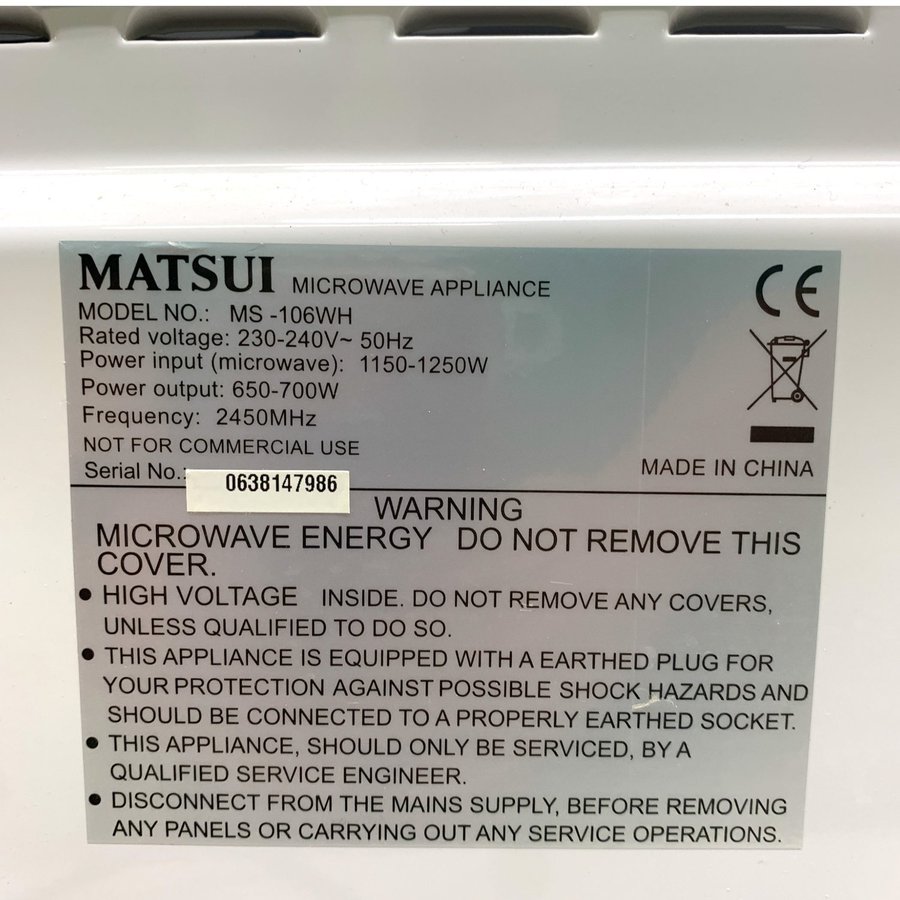 MATSUI MICROWAVE APPLIANCE
MODEL NO.: MS -106WH
Rated voltage: 230-240V~ 50Hz
Power input (microwave): 1150-1250W
Power output: 650-700W
Frequency: 2450MHz
NOT FOR COMMERCIAL USE
Serial No.: 0638147986
CE
MADE IN CHINA
WARNING
MICROWAVE ENERGY DO NOT REMOVE THIS
COVER.
• HIGH VOLTAGE INSIDE. DO NOT REMOVE ANY COVERS,
UNLESS QUALIFIED TO DO SO.
• THIS APPLIANCE IS EQUIPPED WITH A EARTHED PLUG FOR
YOUR PROTECTION AGAINST POSSIBLE SHOCK HAZARDS AND
SHOULD BE CONNECTED TO A PROPERLY EARTHED SOCKET.
• THIS APPLIANCE, SHOULD ONLY BE SERVICED, BY A
QUALIFIED SERVICE ENGINEER.
• DISCONNECT FROM THE MAINS SUPPLY, BEFORE REMOVING
ANY PANELS OR CARRYING OUT ANY SERVICE OPERATIONS.